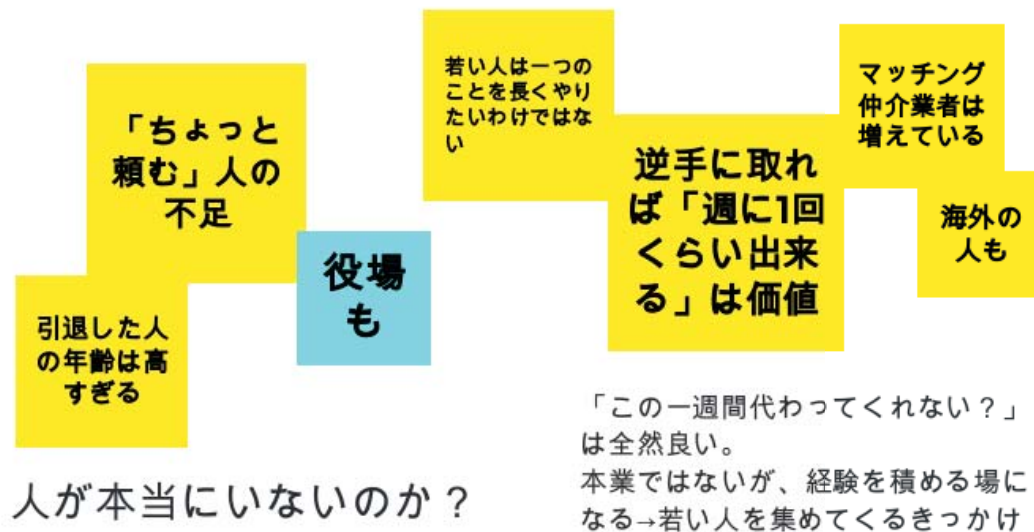 「ちょっと
頼む」人の
不足
役場
も
引退した人
の年齢は高
すぎる
人が本当にいないのか？
若い人は一つの
ことを長くやり
たいわけではな
い
逆手に取れ
ば「週に1回
くらい出来
る」は価値
マッチング
仲介業者は
増えている
海外の
人も
「この一週間代わってくれない？」
は全然良い。
本業ではないが、経験を積める場に
なる→若い人を集めてくるきっかけ